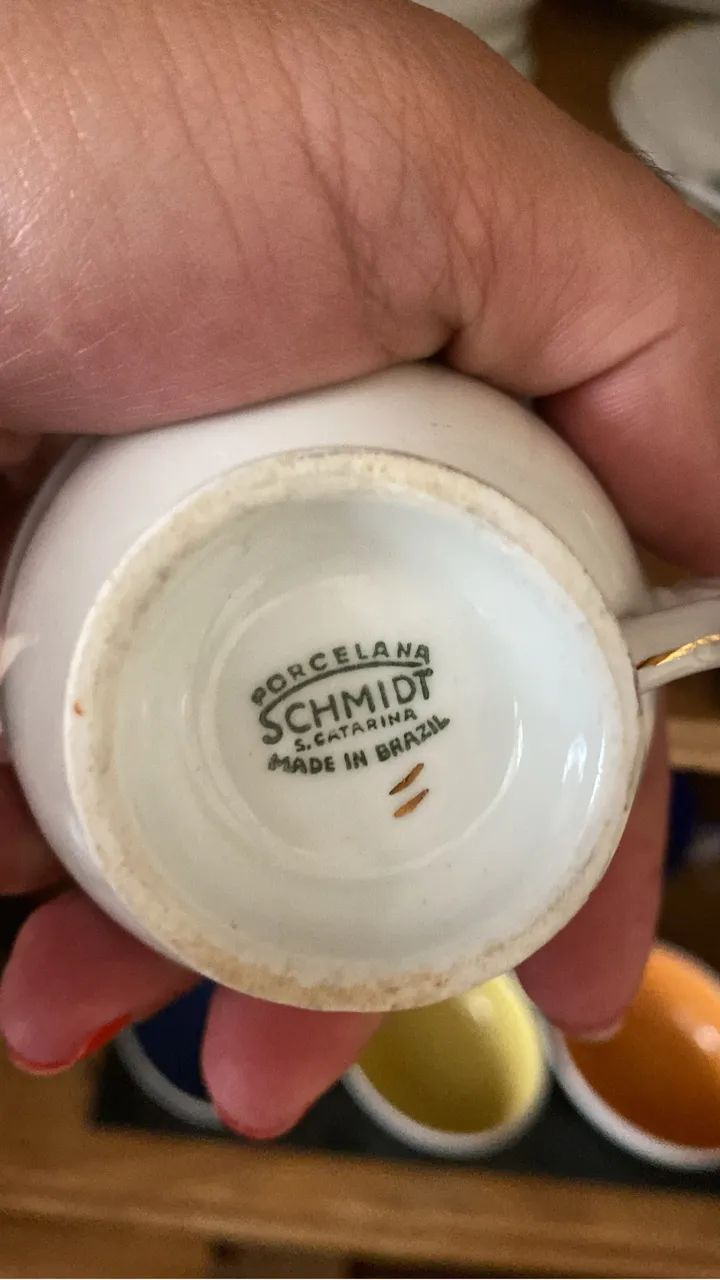 PORCELANA
SCHMIDT
S. CATARINA
MADE IN BRAZIL